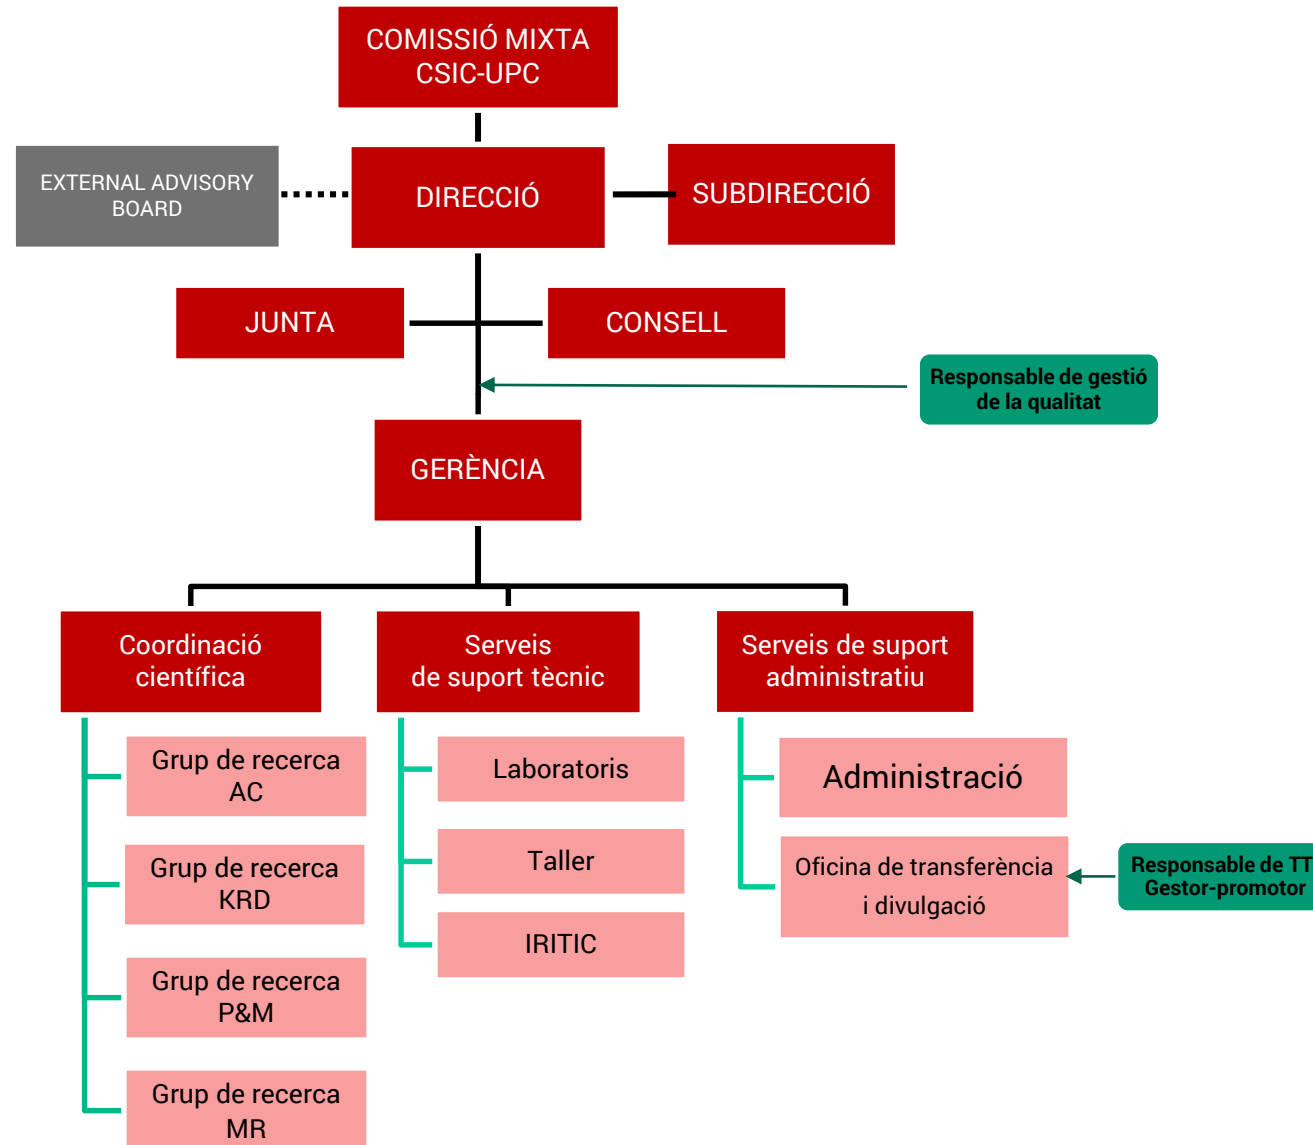 COMISSIÓ MIXTA
CSIC-UPC
EXTERNAL ADVISORY
BOARD
DIRECCIÓ
SUBDIRECCIÓ
JUNTA
CONSELL
Responsable de gestió
de la qualitat
GERÈNCIA
Coordinació
científica
Serveis
de suport tècnic
Serveis de suport
administratiu
Grup de recerca
AC
Grup de recerca
KRD
Grup de recerca
P&M
Grup de recerca
MR
Laboratoris
Taller
IRITIC
Administració
Oficina de transferència
i divulgació
Responsable de TT
Gestor-promotor